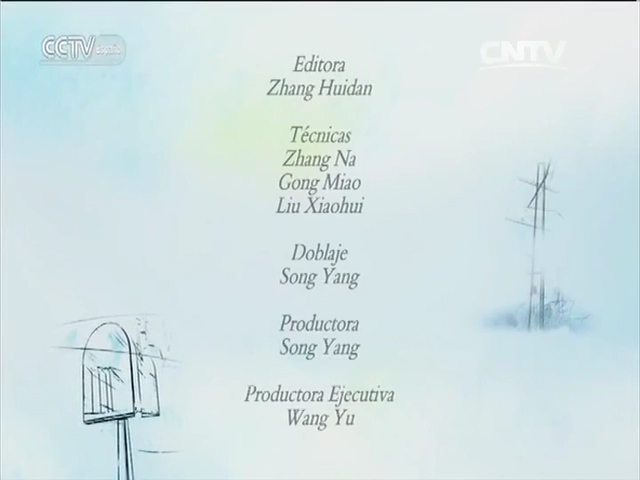 CCTV Español
CNTV
Editora
Zhang Huidan
Técnicas
Zhang Na
Gong Miao
Liu Xiaohui
Doblaje
Song Yang
Productora
Song Yang
Productora Ejecutiva
Wang Yu